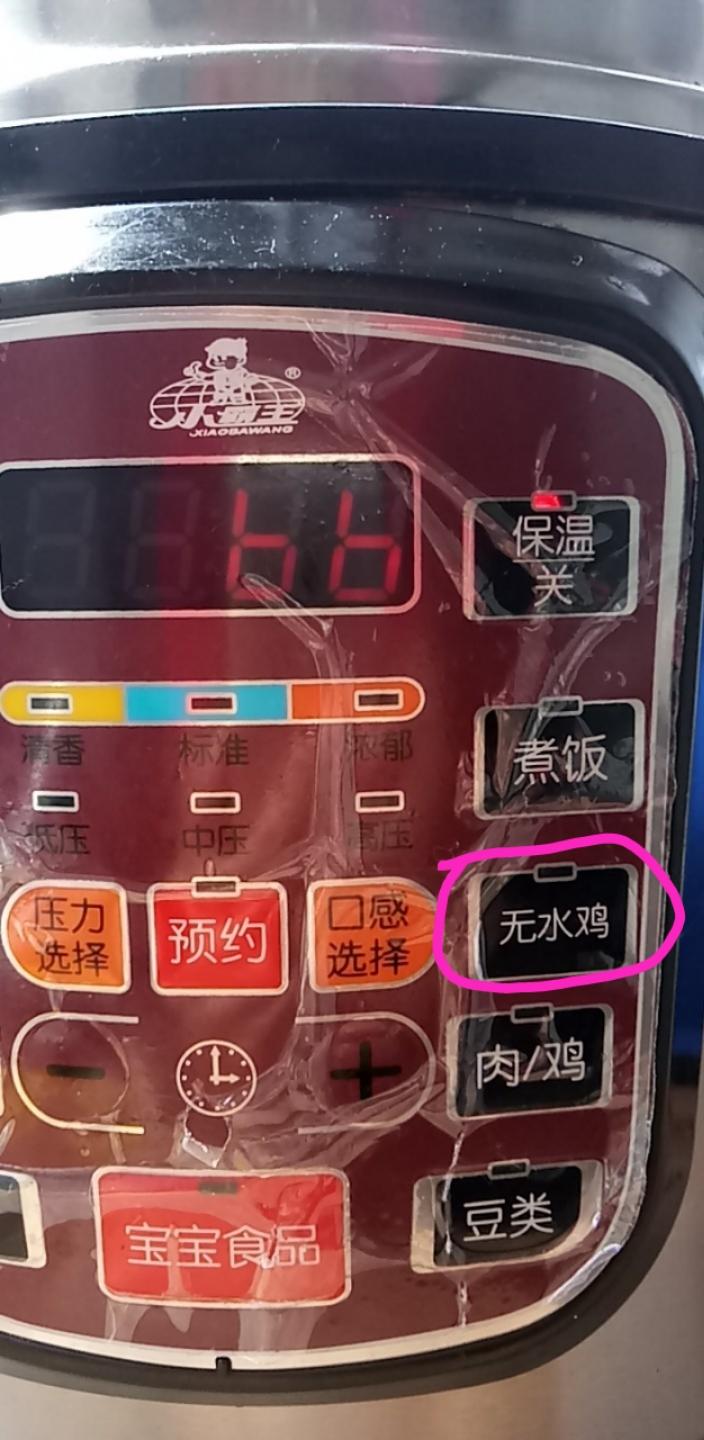 小霸王®
XIAOBAWANG
bb
保温
关
清香 标准 浓郁
煮饭
低压 中压 高压
压力
选择
预约
口感
选择
无水鸡
- +
肉/鸡
宝宝食品
豆类